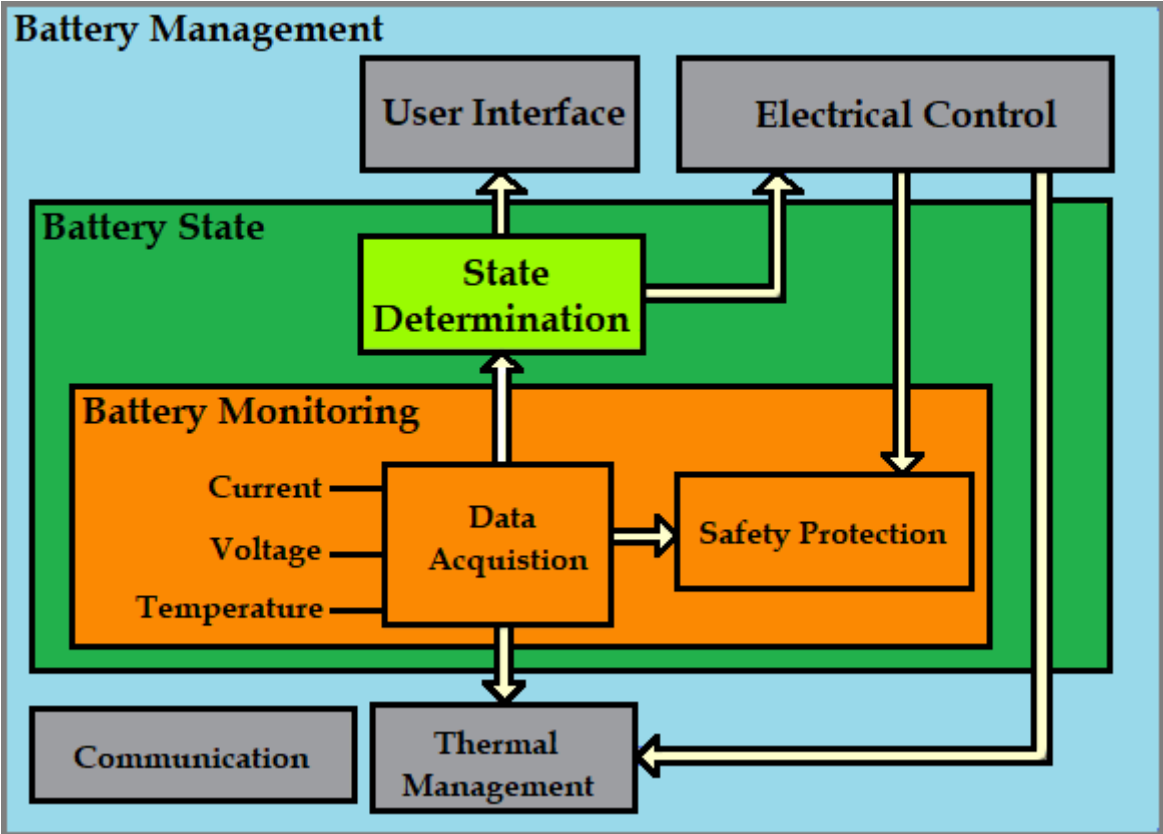 Battery Management
User Interface
Electrical Control
Battery State
State
Determination
Battery Monitoring
Current
Voltage
Temperature
Data
Acquistion
Safety Protection
Communication
Thermal
Management